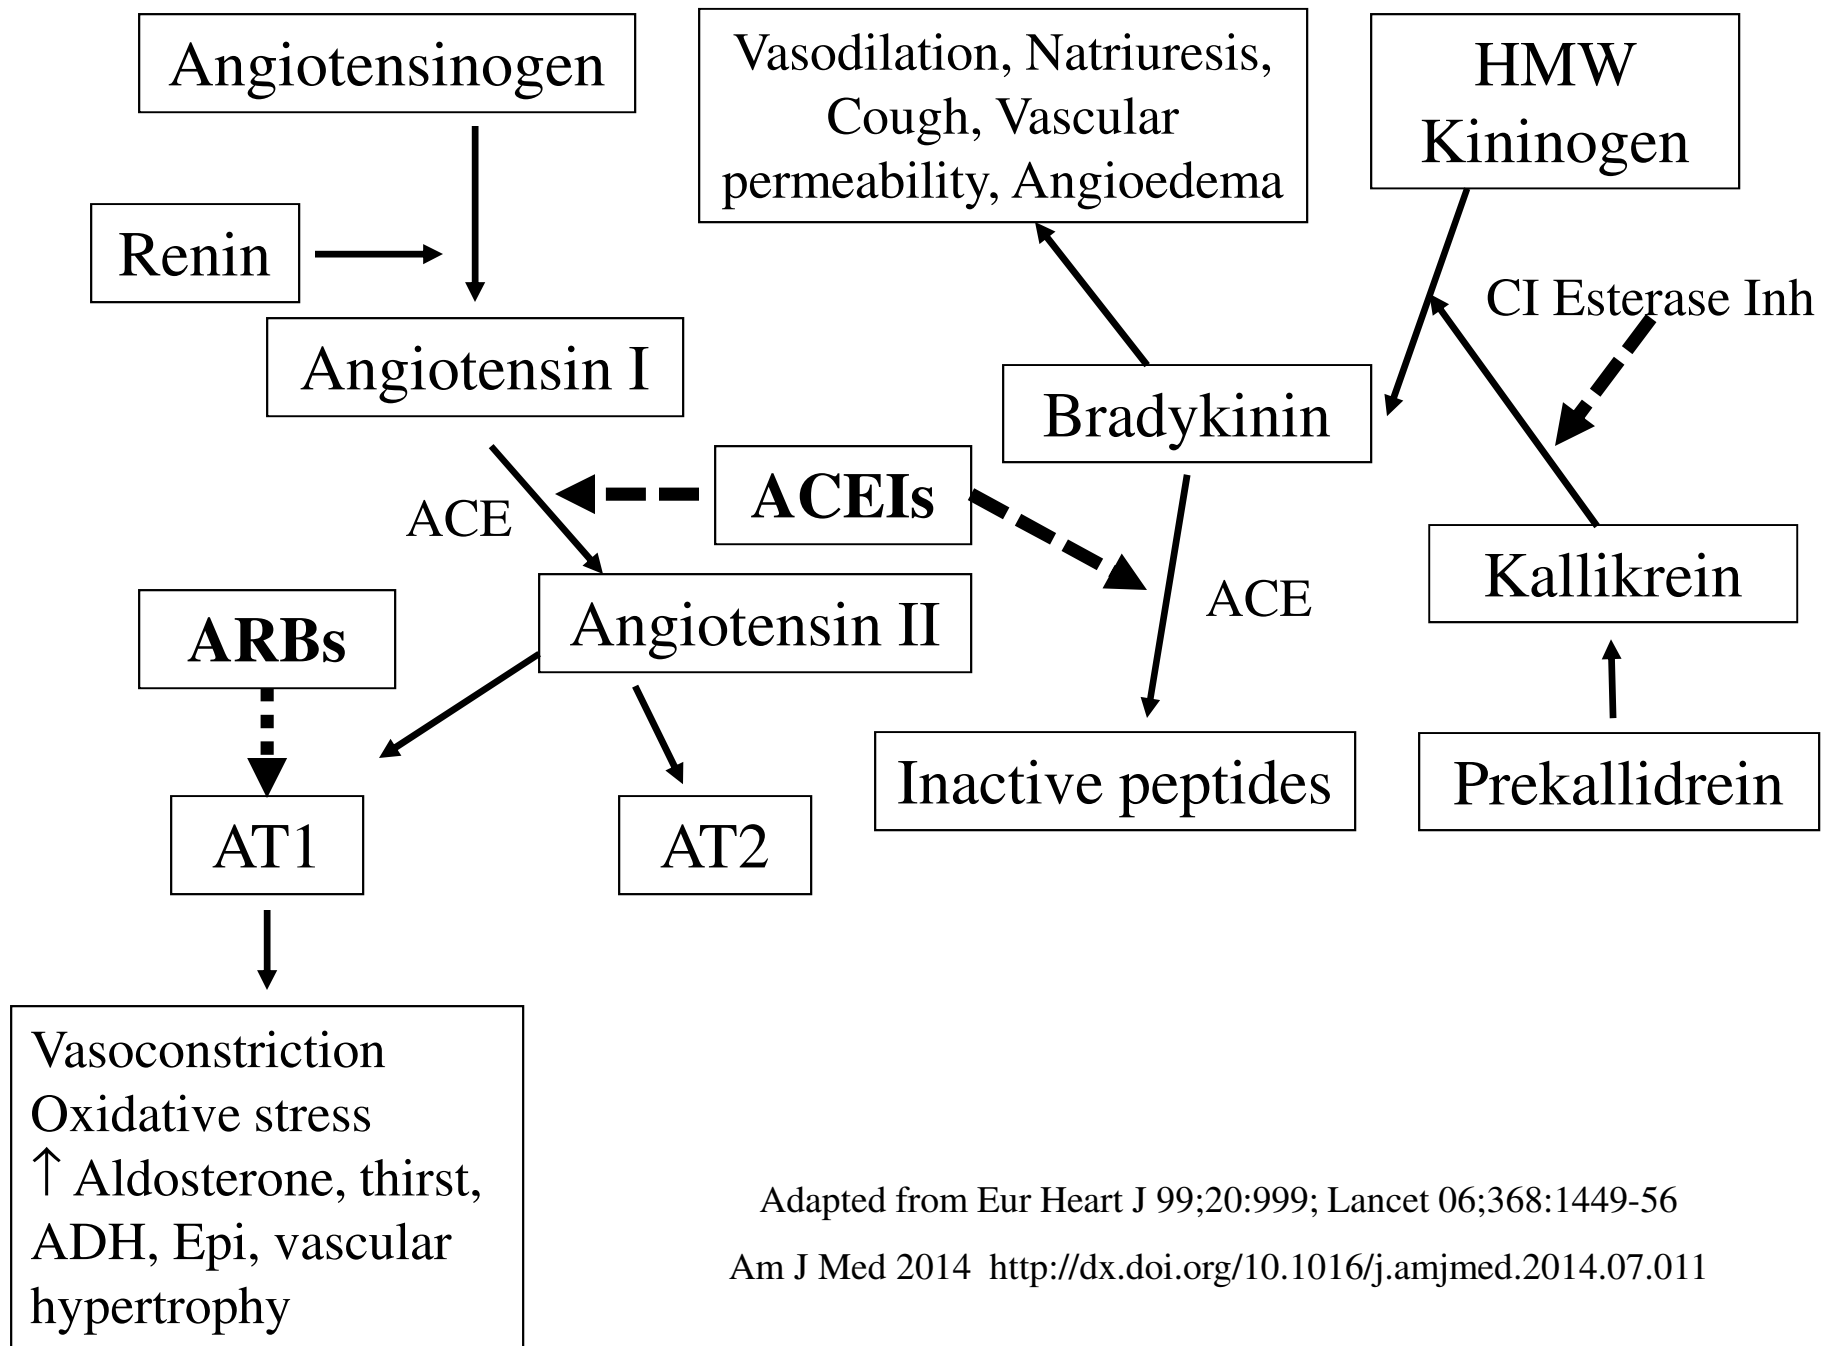 Angiotensinogen
Vasodilation, Natriuresis,
Cough, Vascular
permeability, Angioedema
HMW
Kininogen
Renin
CI Esterase Inh
Angiotensin I
Bradykinin
ACEIs
ACE
Kallikrein
ACE
Angiotensin II
ARBs
Inactive peptides
Prekallidrein
AT1
AT2
Vasoconstriction
Oxidative stress
↑ Aldosterone, thirst,
ADH, Epi, vascular
hypertrophy
Adapted from Eur Heart J 99;20:999; Lancet 06;368:1449-56
Am J Med 2014 http://dx.doi.org/10.1016/j.amjmed.2014.07.011